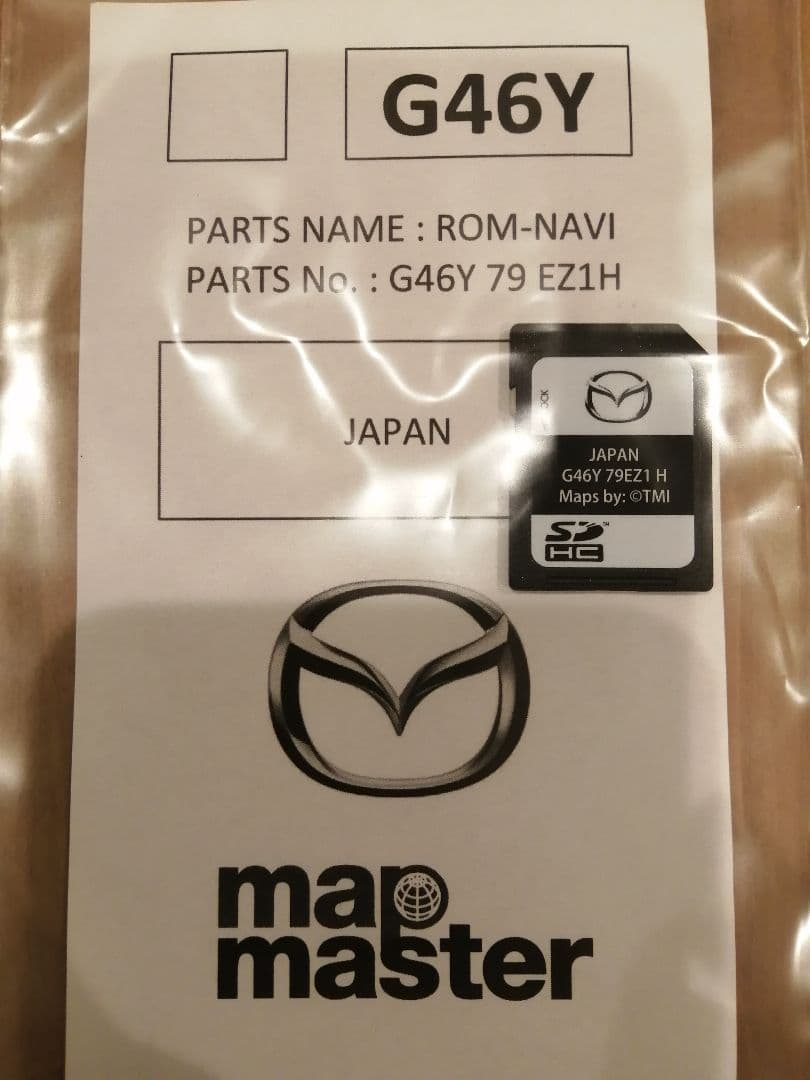 G46Y
PARTS NAME : ROM-NAVI
PARTS No. : G46Y 79 EZ1H
JAPAN
JAPAN
G46Y 79EZ1 H
Maps by: ©TMI
SD™
HC
map
master